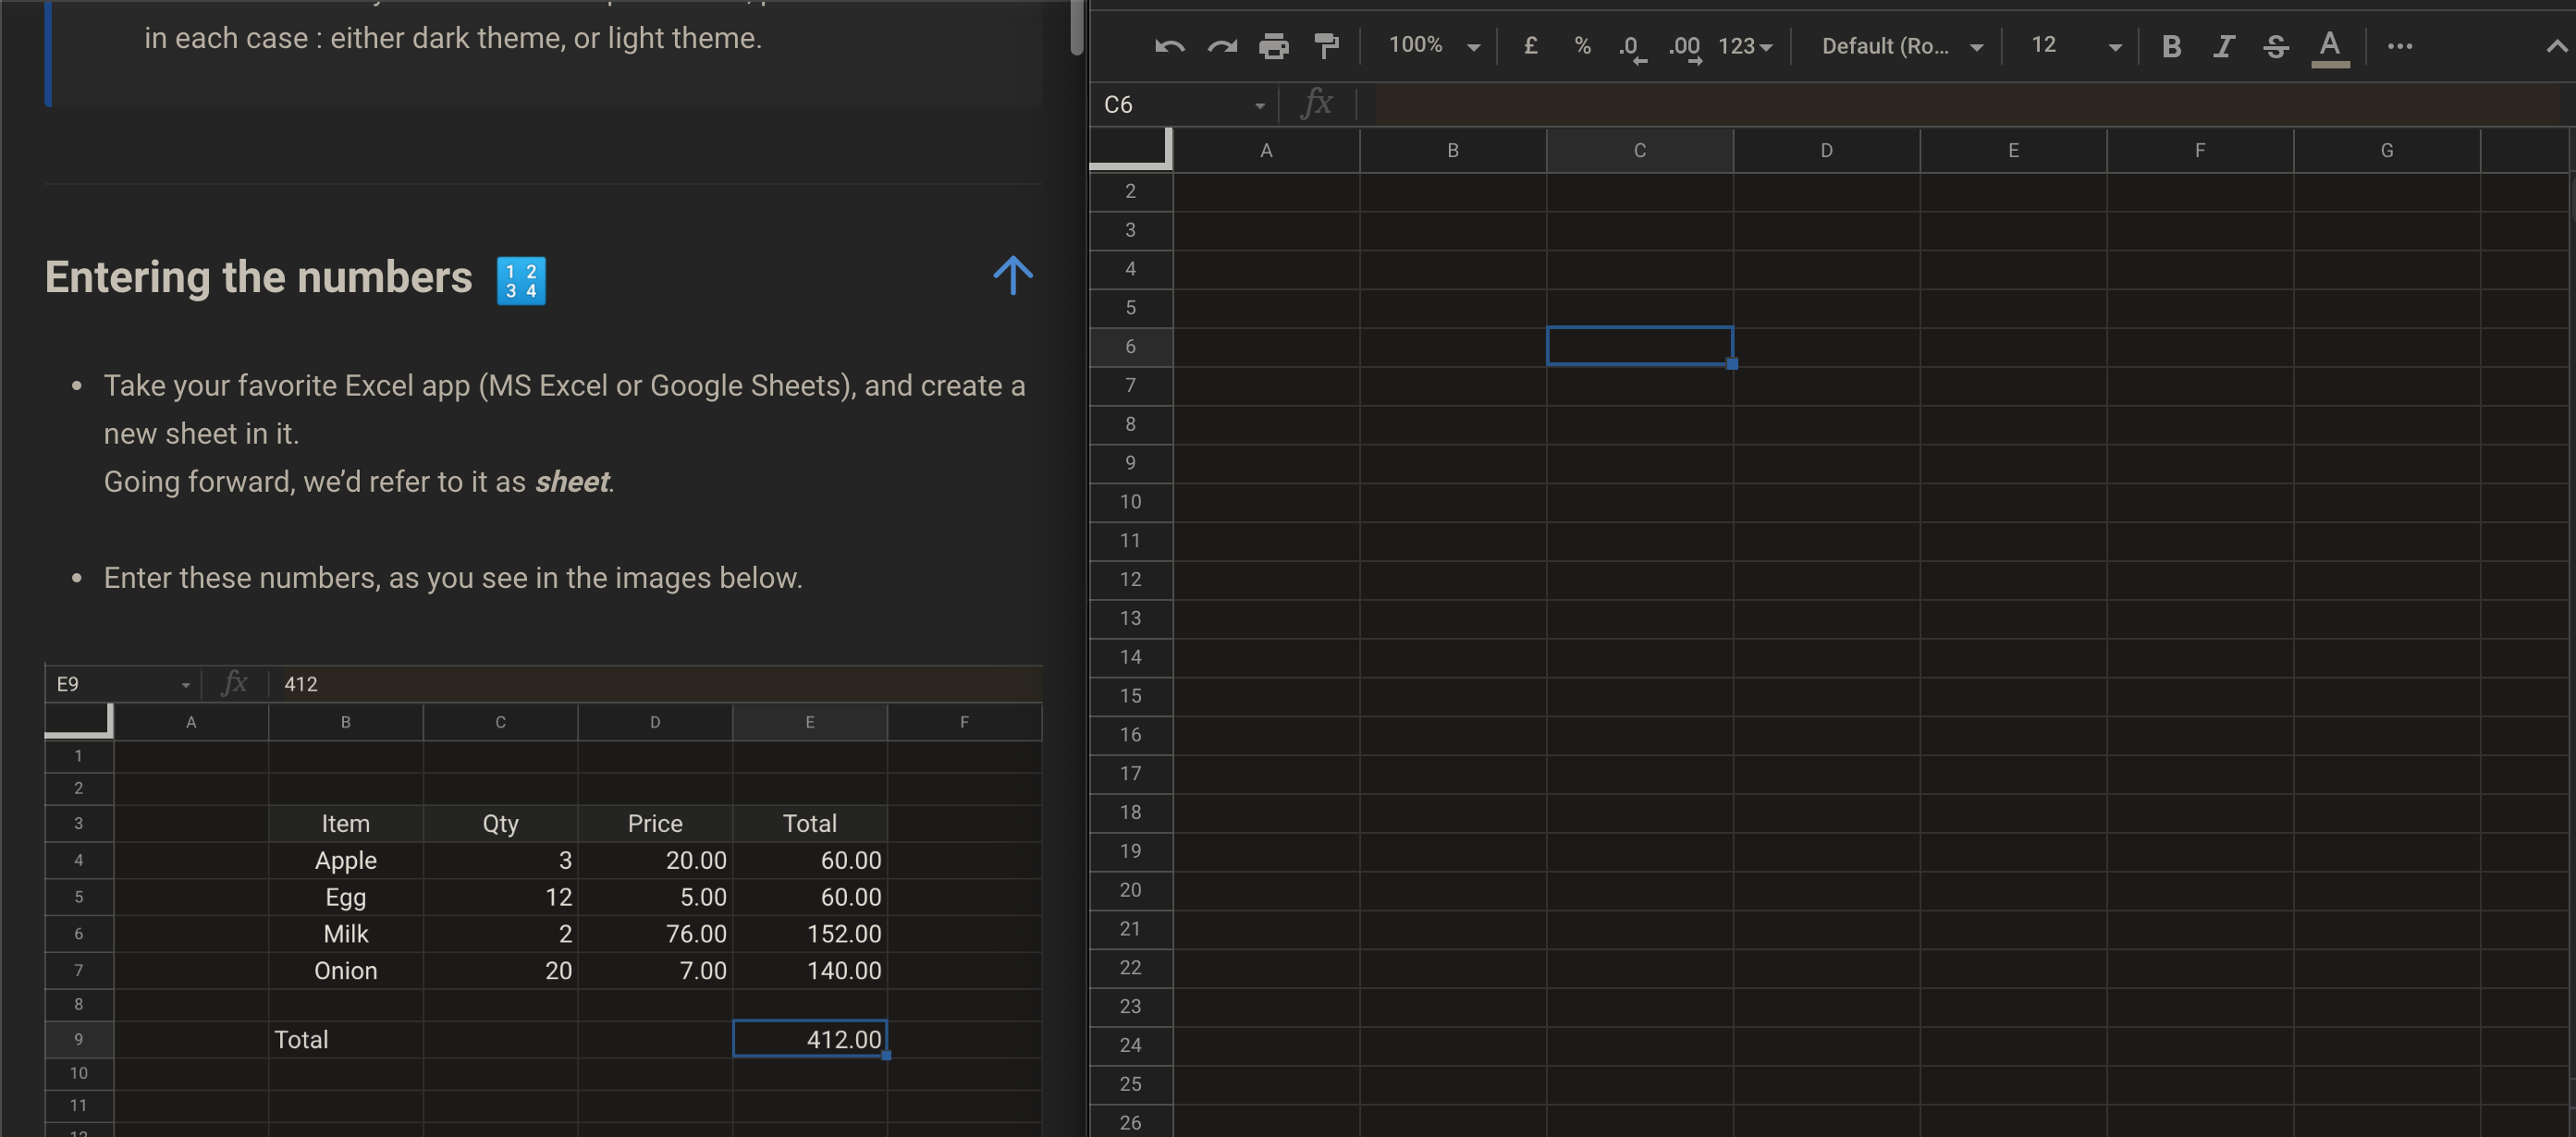 in each case : either dark theme, or light theme.
Entering the numbers 1 2 3 4
Take your favorite Excel app (MS Excel or Google Sheets), and create a
new sheet in it.
Going forward, we’d refer to it as sheet.
Enter these numbers, as you see in the images below.
E9 fx 412
A B C D E F
1
2
3 Item Qty Price Total
4 Apple 3 20.00 60.00
5 Egg 12 5.00 60.00
6 Milk 2 76.00 152.00
7 Onion 20 7.00 140.00
8
9 Total 412.00
10
11
100% £ % .0 .00 123 Default (Ro... 12 B I S A
C6 fx
A B C D E F G
2
3
4
5
6
7
8
9
10
11
12
13
14
15
16
17
18
19
20
21
22
23
24
25
26